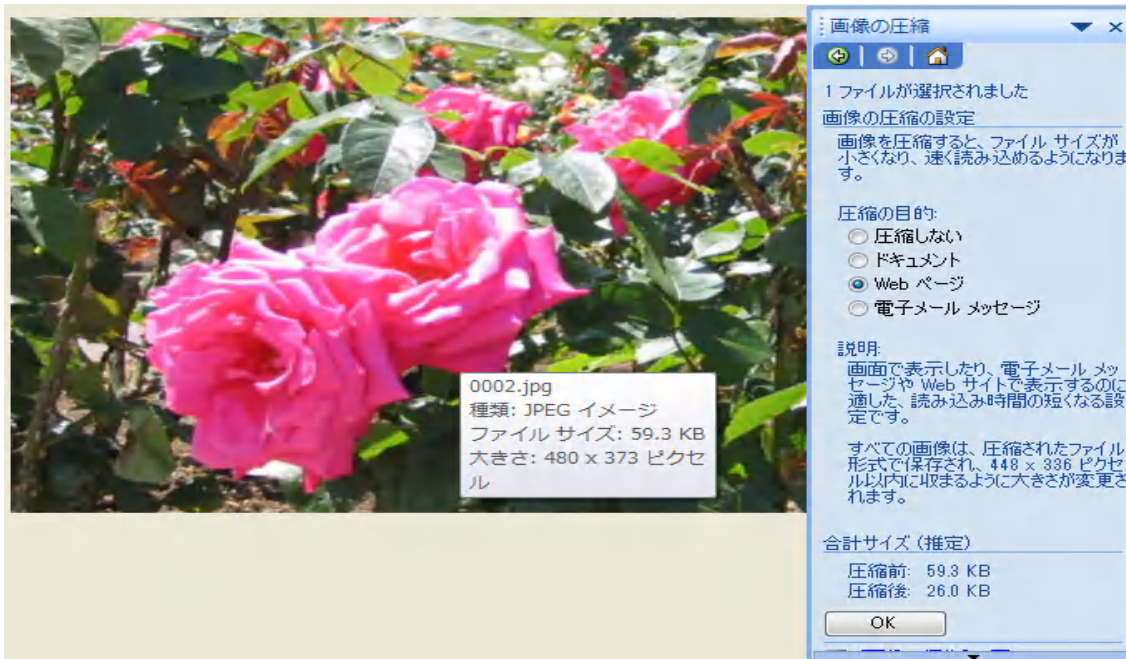 画像の圧縮
1 ファイルが選択されました
画像の圧縮の設定
画像を圧縮すると、ファイル サイズが
小さくなり、速く読み込めるようになりま
す。
圧縮の目的:
圧縮しない
ドキュメント
Web ページ
電子メール メッセージ
説明:
画面で表示したり、電子メール メッ
セージや Web サイトで表示するのに
適した、読み込み時間の短くなる設
定です。
すべての画像は、圧縮されたファイル
形式で保存され、448 x 336 ピクセ
ル以内に収まるように大きさが変更さ
れます。
合計サイズ (推定)
圧縮前: 59.3 KB
圧縮後: 26.0 KB
OK
0002.jpg
種類: JPEG イメージ
ファイル サイズ: 59.3 KB
大きさ: 480 x 373 ピクセ
ル